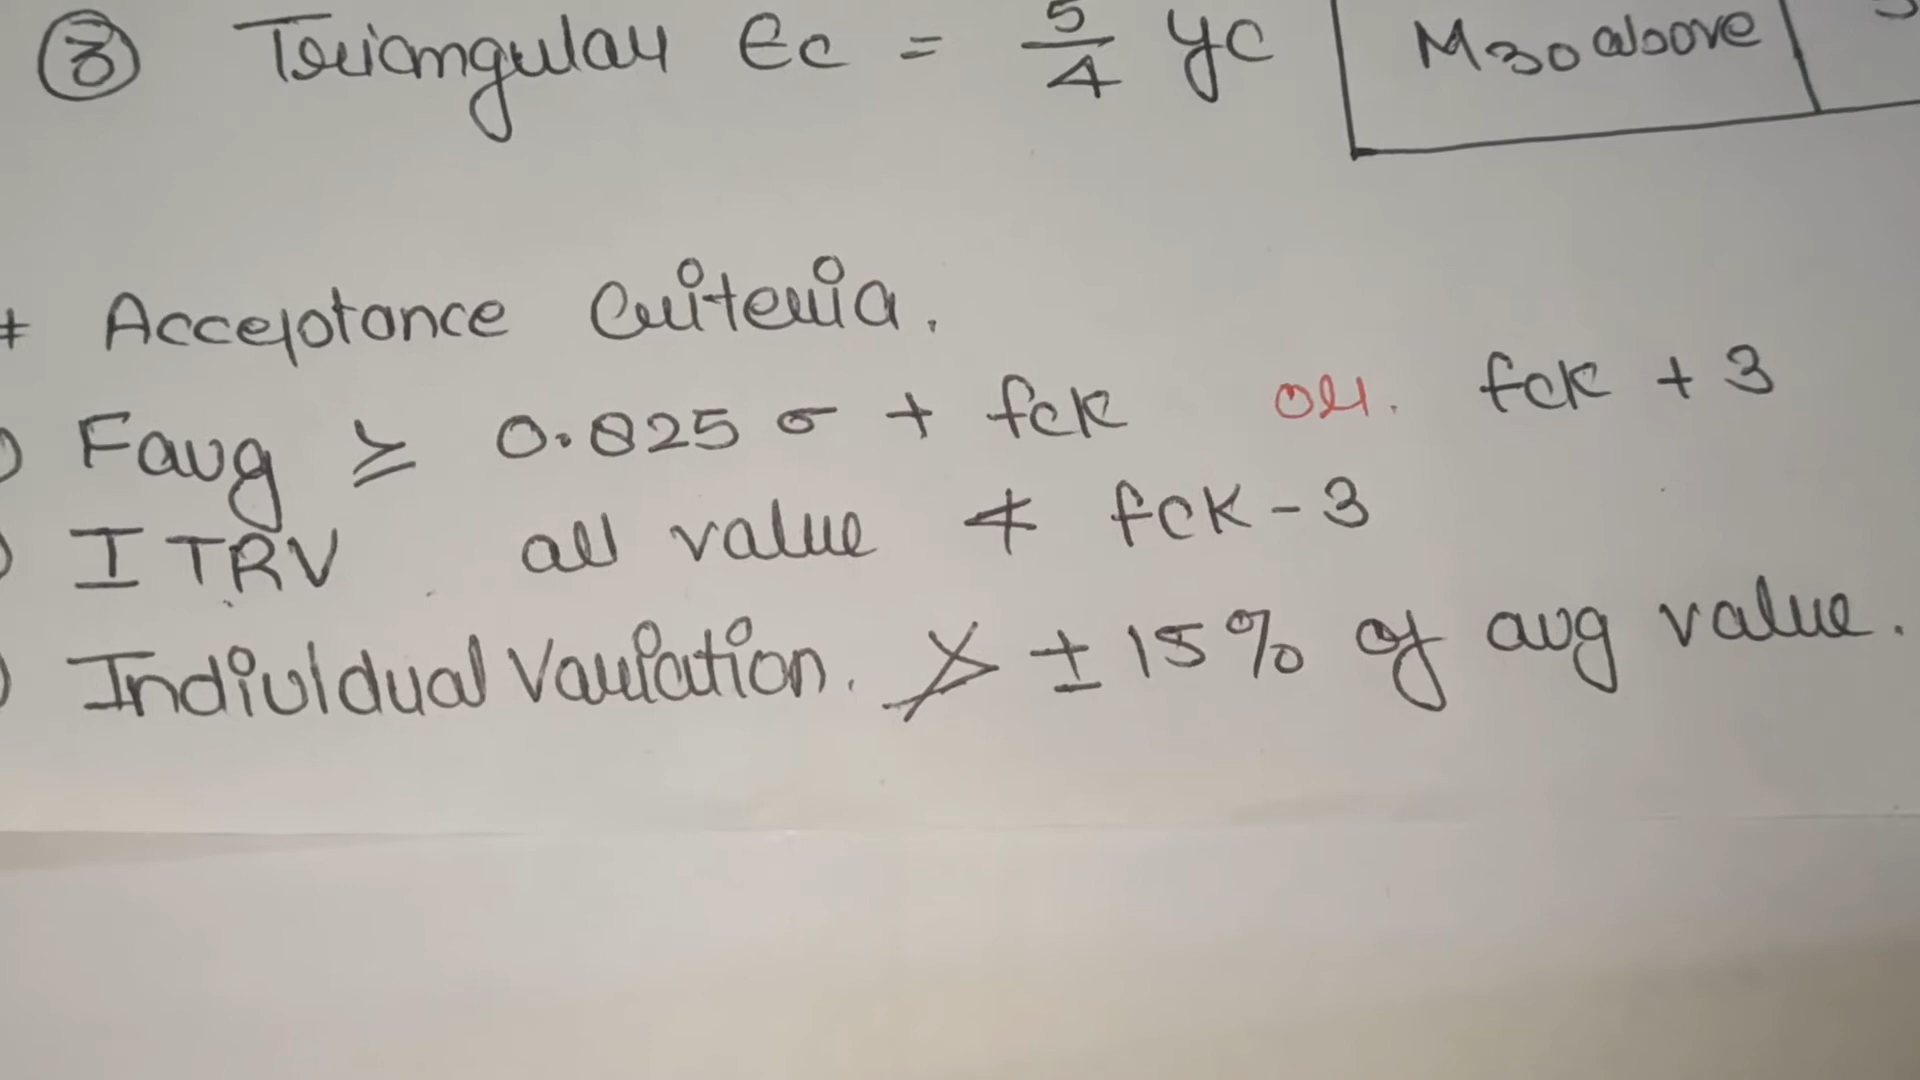 ③ Triangular Ec = 5/4 yc
M30 above
* Acceptance Criteria.
Favg ≥ 0.825 σ + fck or. fck + 3
ITRV all value ≮ fck - 3
Individual Variation. ≯ ± 15% of avg value.